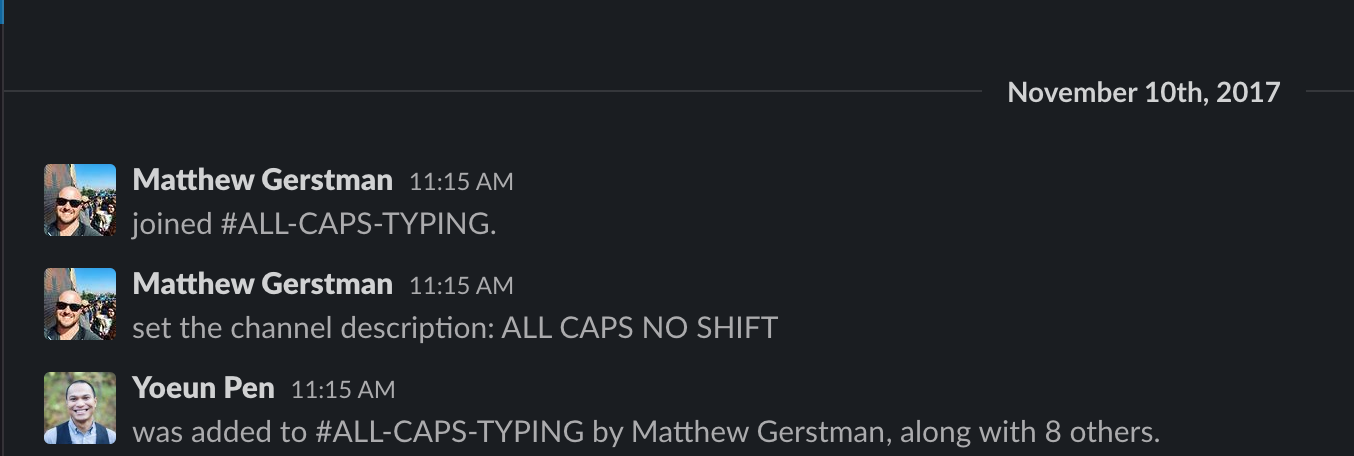 November 10th, 2017
Matthew Gerstman 11:15 AM
joined #ALL-CAPS-TYPING.
Matthew Gerstman 11:15 AM
set the channel description: ALL CAPS NO SHIFT
Yoeun Pen 11:15 AM
was added to #ALL-CAPS-TYPING by Matthew Gerstman, along with 8 others.